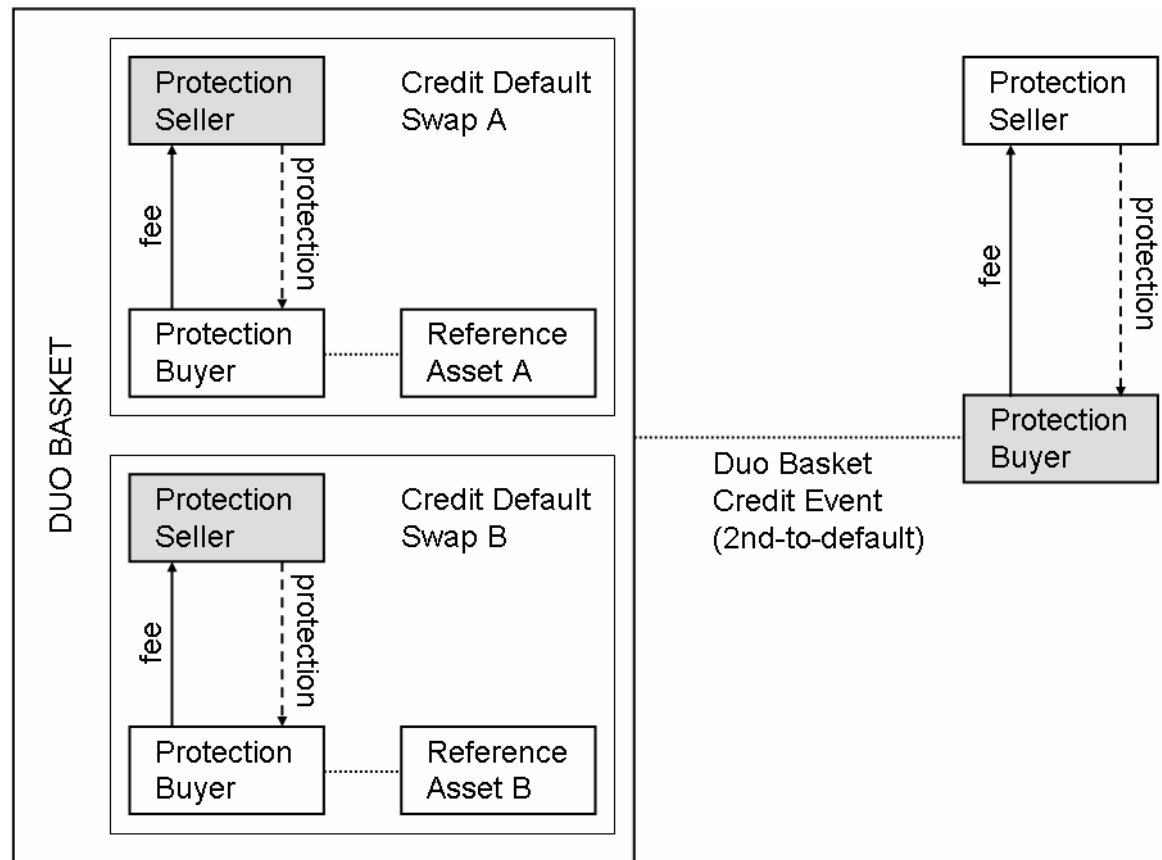 DUO BASKET
Protection
Seller
Credit Default
Swap A
fee
protection
Protection
Buyer
Reference
Asset A
Protection
Seller
Credit Default
Swap B
fee
protection
Protection
Buyer
Reference
Asset B
Duo Basket
Credit Event
(2nd-to-default)
Protection
Seller
fee
protection
Protection
Buyer